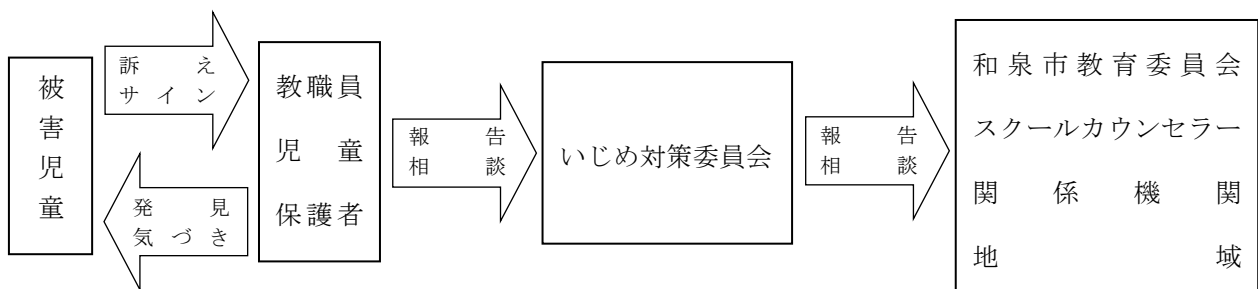 被害児童
訴え
サイン
発見
気づき
教職員
児童
保護者
報告
相談
いじめ対策委員会
報告
相談
和泉市教育委員会
スクールカウンセラー
関係機関
地域